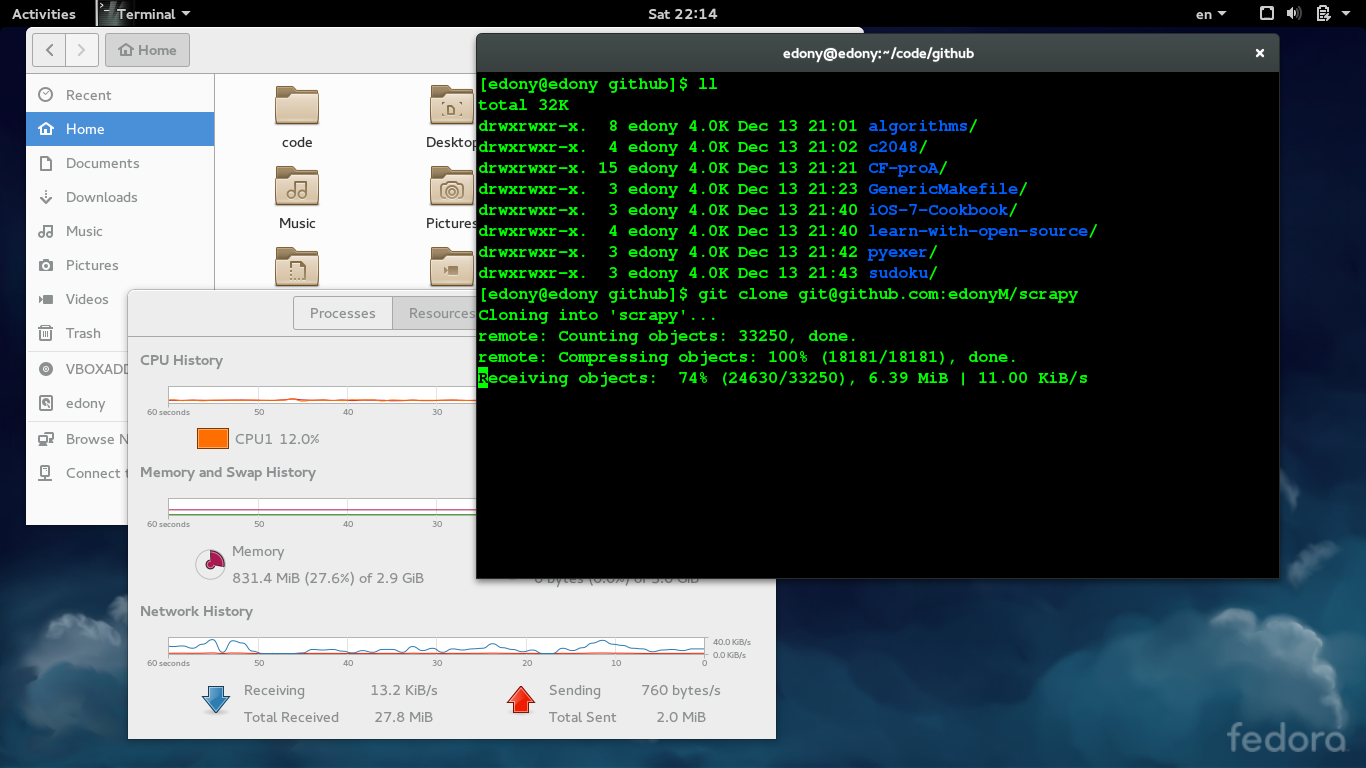 Activities Terminal Sat 22:14 en
Home
Recent
Home
Documents
Downloads
Music
Pictures
Videos
Trash
VBOXADD
edony
Browse N
Connect t
code
Desktop
Music
Pictures
edony@edony:~/code/github
[edony@edony github]$ ll
total 32K
drwxrwxr-x.  8 edony 4.0K Dec 13 21:01 algorithms/
drwxrwxr-x.  4 edony 4.0K Dec 13 21:02 c2048/
drwxrwxr-x. 15 edony 4.0K Dec 13 21:21 CF-proA/
drwxrwxr-x.  3 edony 4.0K Dec 13 21:23 GenericMakefile/
drwxrwxr-x.  3 edony 4.0K Dec 13 21:40 iOS-7-Cookbook/
drwxrwxr-x.  4 edony 4.0K Dec 13 21:40 learn-with-open-source/
drwxrwxr-x.  3 edony 4.0K Dec 13 21:42 pyexer/
drwxrwxr-x.  3 edony 4.0K Dec 13 21:43 sudoku/
[edony@edony github]$ git clone git@github.com:edonyM/scrapy
Cloning into 'scrapy'...
remote: Counting objects: 33250, done.
remote: Compressing objects: 100% (18181/18181), done.
Receiving objects:  74% (24630/33250), 6.39 MiB | 11.00 KiB/s
Processes Resources
CPU History
60 seconds 50 40 30
CPU1 12.0%
Memory and Swap History
60 seconds 50 40 30
Memory
831.4 MiB (27.6%) of 2.9 GiB
0 bytes (0.0%) of 3.0 GiB
Network History
40.0 KiB/s
0.0 KiB/s
60 seconds 50 40 30 20 10 0
Receiving 13.2 KiB/s
Total Received 27.8 MiB
Sending 760 bytes/s
Total Sent 2.0 MiB
fedora